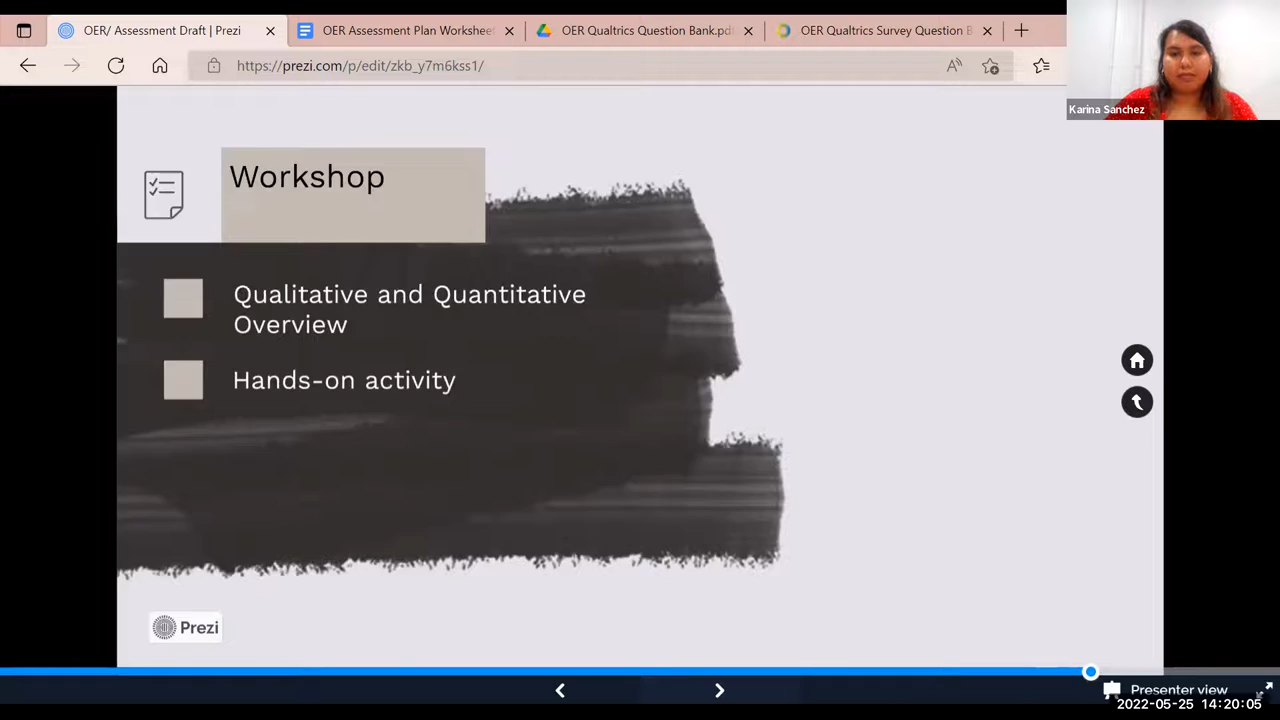 OER/ Assessment Draft | Prezi
OER Assessment Plan Workshee
OER Qualtrics Question Bank.pd
OER Qualtrics Survey Question B
https://prezi.com/p/edit/zkb_y7m6kss1/
Karina Sanchez
Workshop
Qualitative and Quantitative
Overview
Hands-on activity
Prezi
Presenter view
2022-05-25 14:20:05